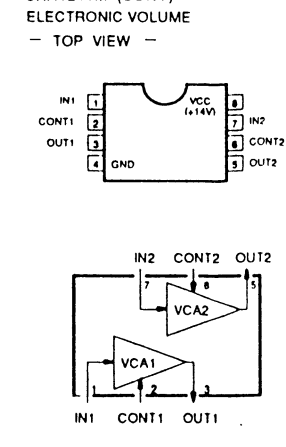 ELECTRONIC VOLUME
— TOP VIEW —
IN1 1 VCC 8
CONT1 2 (+14V) 7 IN2
OUT1 3 6 CONT2
4 GND 5 OUT2
IN2 CONT2 OUT2
7 6 5
VCA2
VCA1
1 2 3
IN1 CONT1 OUT1